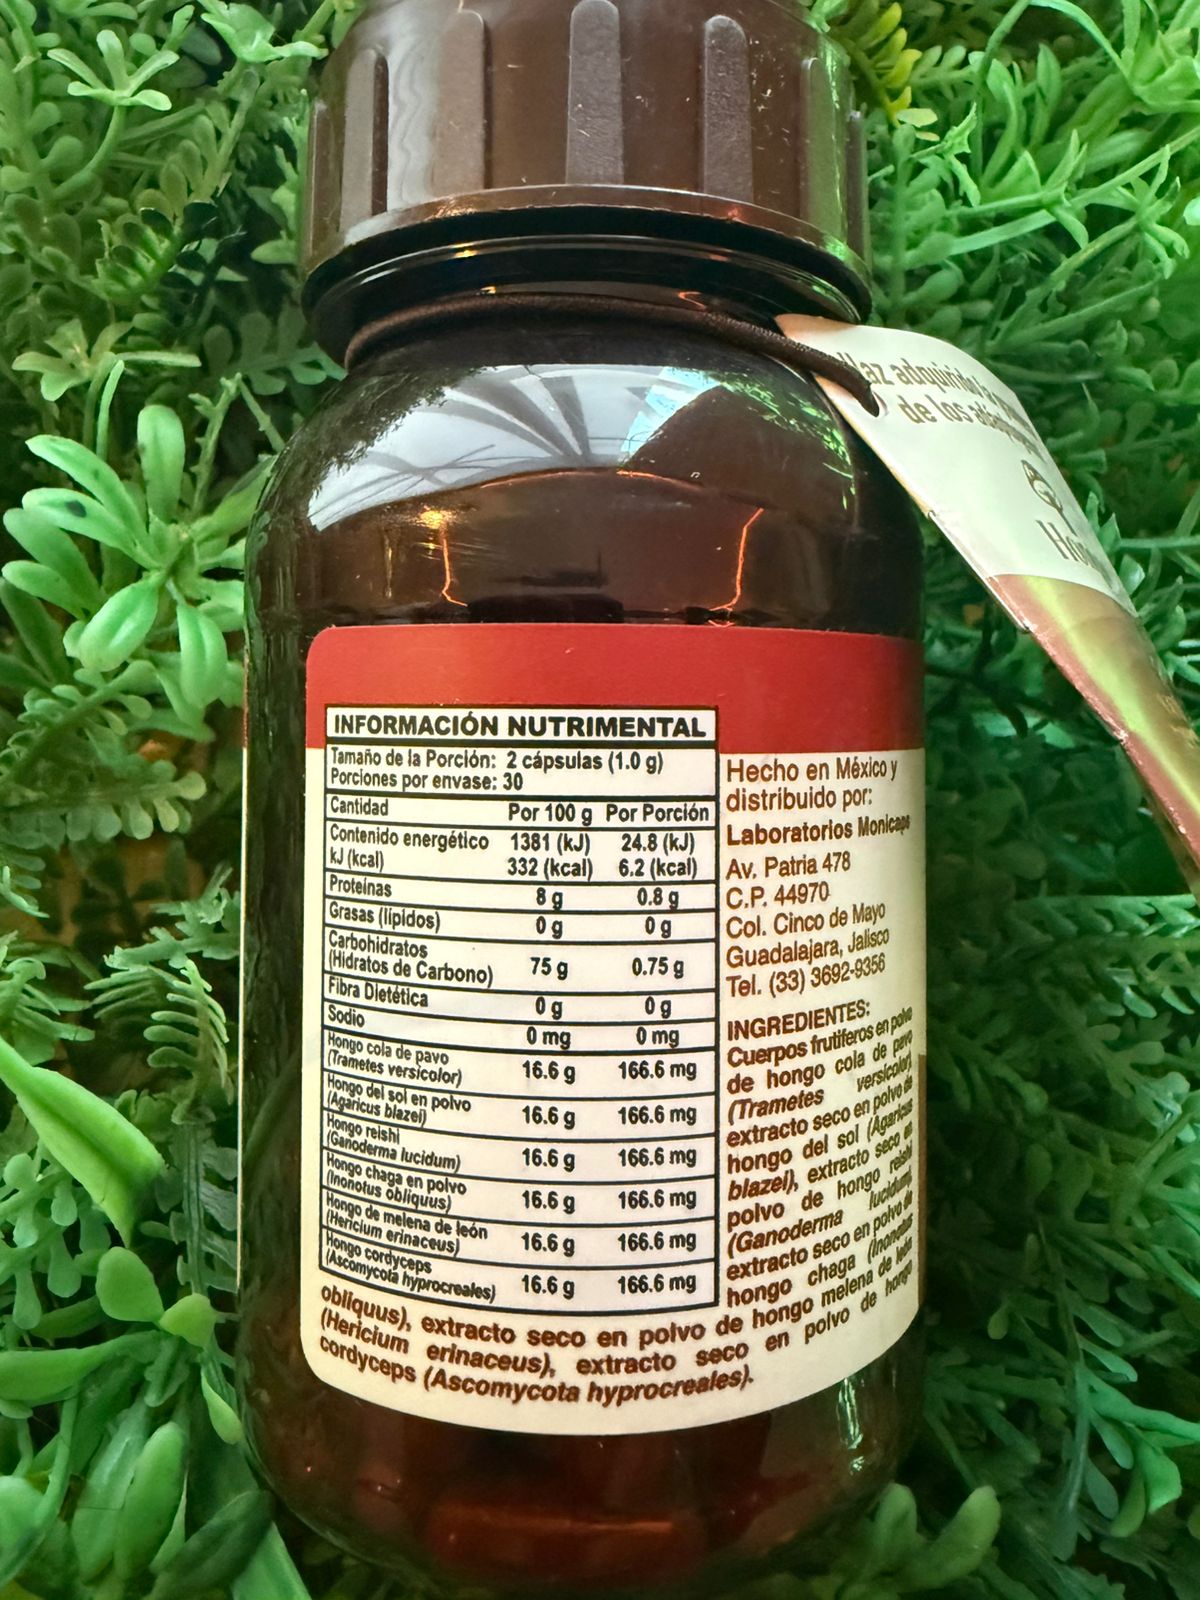 Haz adquirido
de los
INFORMACIÓN NUTRIMENTAL
Tamaño de la Porción: 2 cápsulas (1.0 g)
Porciones por envase: 30
Cantidad Por 100 g Por Porción
Contenido energético 1381 (kJ) 24.8 (kJ)
kJ (kcal) 332 (kcal) 6.2 (kcal)
Proteínas 8 g 0.8 g
Grasas (lípidos) 0 g 0 g
Carbohidratos
(Hidratos de Carbono) 75 g 0.75 g
Fibra Dietética 0 g 0 g
Sodio 0 mg 0 mg
Hongo cola de pavo
(Trametes versicolor) 16.6 g 166.6 mg
Hongo del sol en polvo
(Agaricus blazei) 16.6 g 166.6 mg
Hongo reishi
(Ganoderma lucidum) 16.6 g 166.6 mg
Hongo chaga en polvo
(Inonotus obliquus) 16.6 g 166.6 mg
Hongo de melena de león
(Hericium erinaceus) 16.6 g 166.6 mg
Hongo cordyceps
(Ascomycota hyprocreales) 16.6 g 166.6 mg
Hecho en México y
distribuido por:
Laboratorios Monicaps
Av. Patria 478
C.P. 44970
Col. Cinco de Mayo
Guadalajara, Jalisco
Tel. (33) 3692-9356
INGREDIENTES:
Cuerpos frutiferos en polvo
de hongo cola de pavo
(Trametes versicolor),
extracto seco en polvo de
hongo del sol (Agaricus
blazei), extracto seco en
polvo de hongo reishi
(Ganoderma lucidum),
extracto seco en polvo de
hongo chaga (Inonotus
obliquus), extracto seco en polvo de hongo melena de león
(Hericium erinaceus), extracto seco en polvo de hongo
cordyceps (Ascomycota hyprocreales).